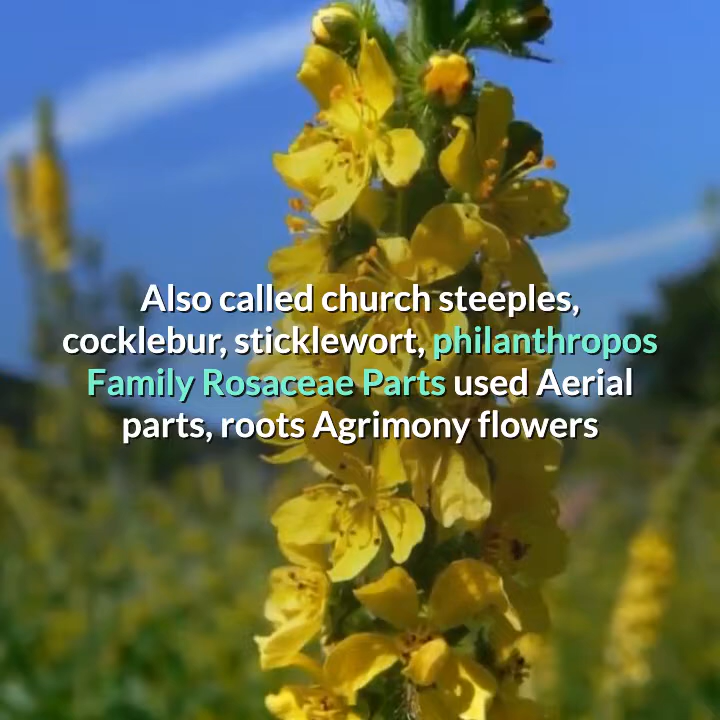 Also called church steeples,
cocklebur, sticklewort, philanthropos
Family Rosaceae Parts used Aerial
parts, roots Agrimony flowers